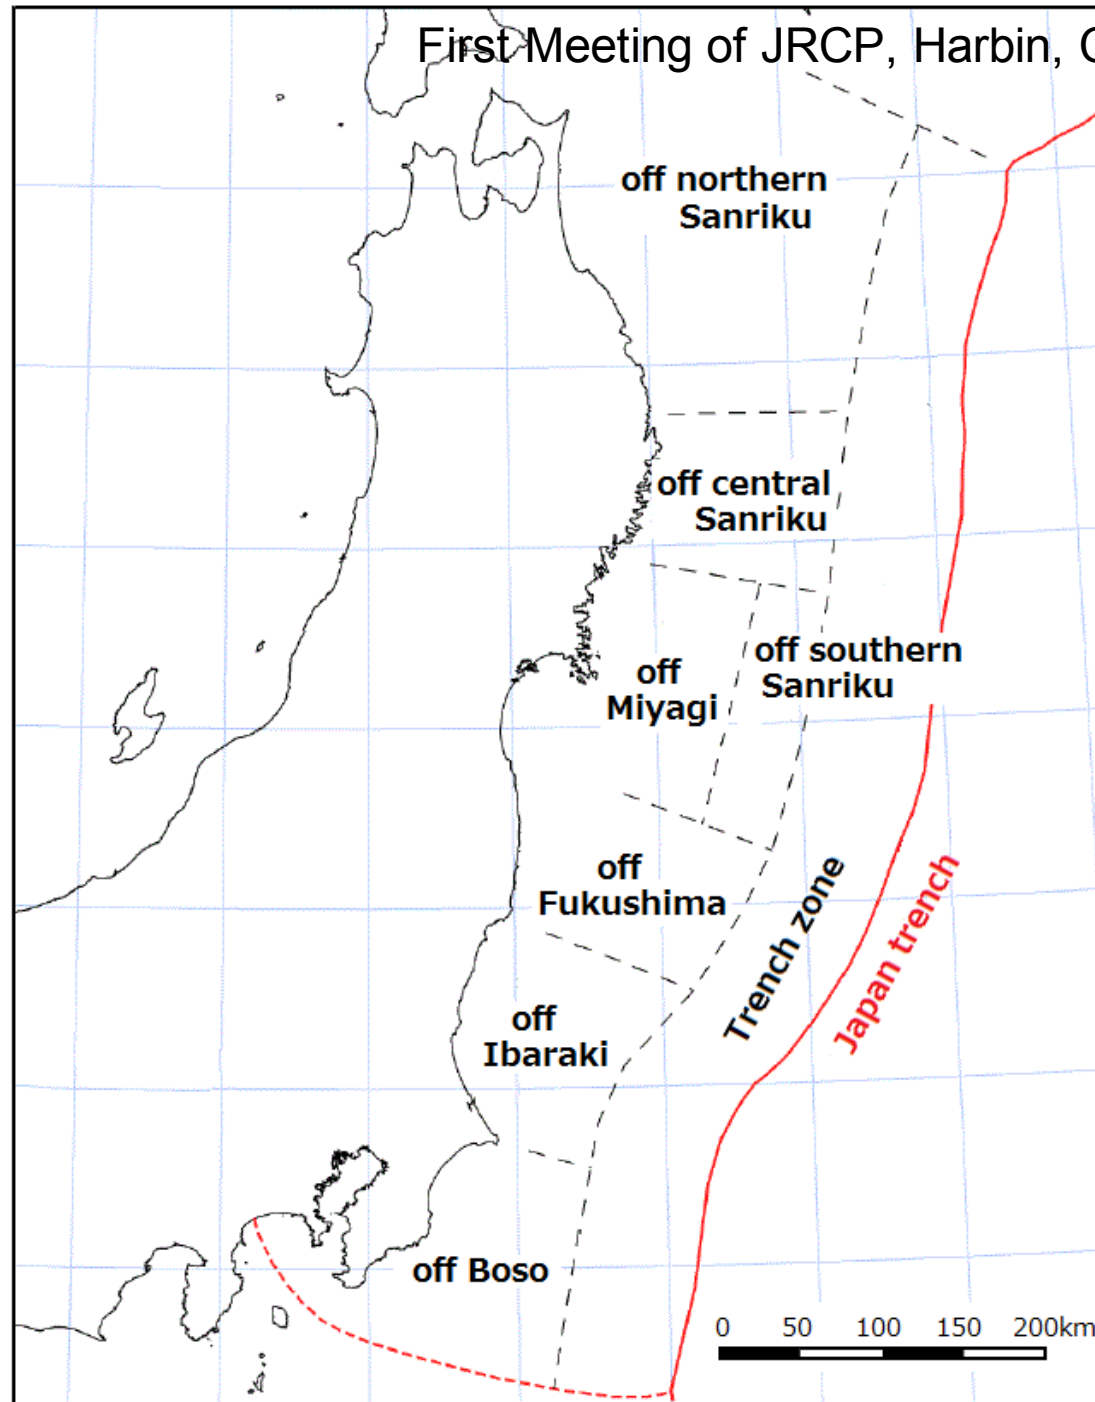 First Meeting of JRCP, Harbin,
off northern
Sanriku
off central
Sanriku
off southern
Sanriku
off
Miyagi
off
Fukushima
Trench zone
Japan trench
off
Ibaraki
off Boso
0 50 100 150 200km